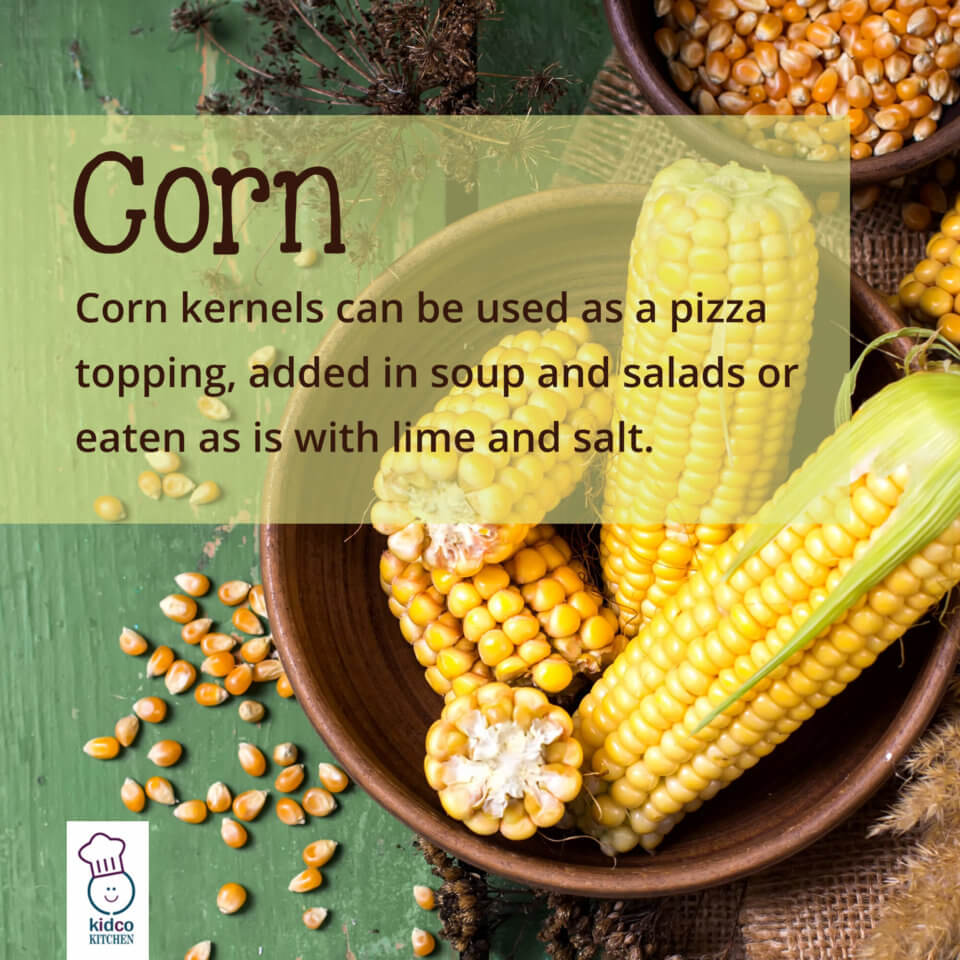 Corn
Corn kernels can be used as a pizza
topping, added in soup and salads or
eaten as is with lime and salt.
kidco
KITCHEN